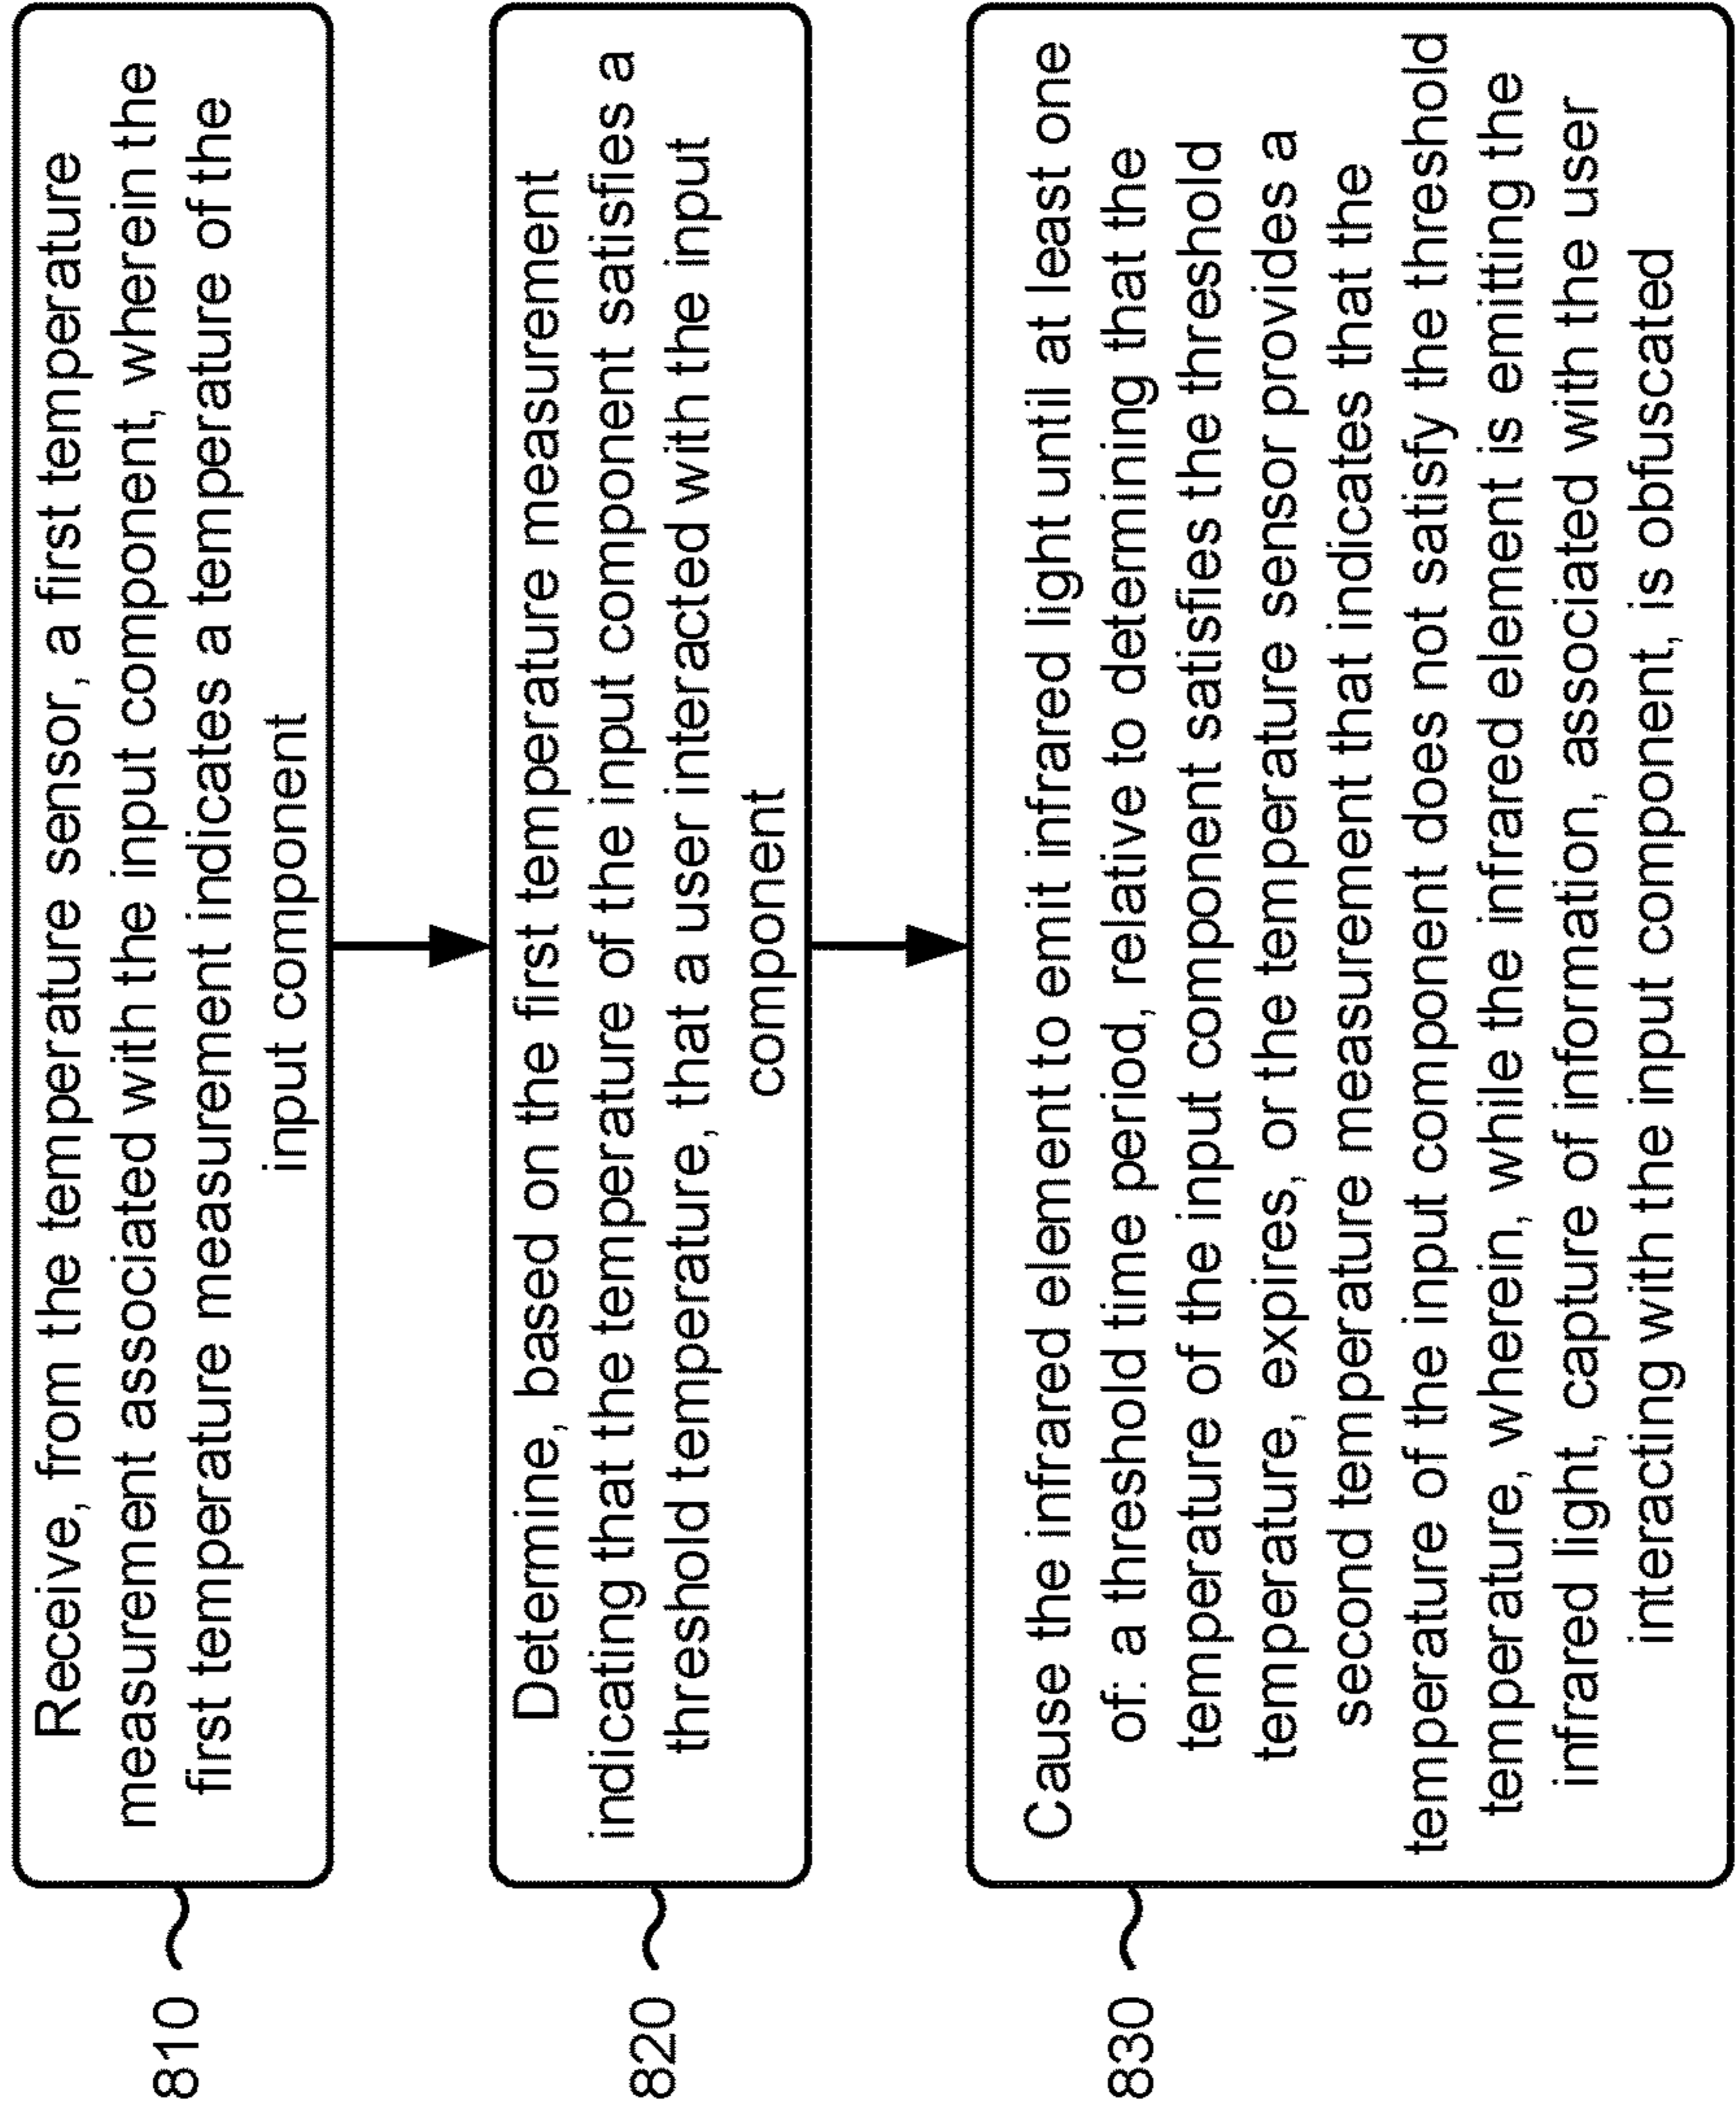 810
Receive, from the temperature sensor, a first temperature
measurement associated with the input component, wherein the
first temperature measurement indicates a temperature of the
input component
820
Determine, based on the first temperature measurement
indicating that the temperature of the input component satisfies a
threshold temperature, that a user interacted with the input
component
830
Cause the infrared element to emit infrared light until at least one
of: a threshold time period, relative to determining that the
temperature of the input component satisfies the threshold
temperature, expires, or the temperature sensor provides a
second temperature measurement that indicates that the
temperature of the input component does not satisfy the threshold
temperature, wherein, while the infrared element is emitting the
infrared light, capture of information, associated with the user
interacting with the input component, is obfuscated